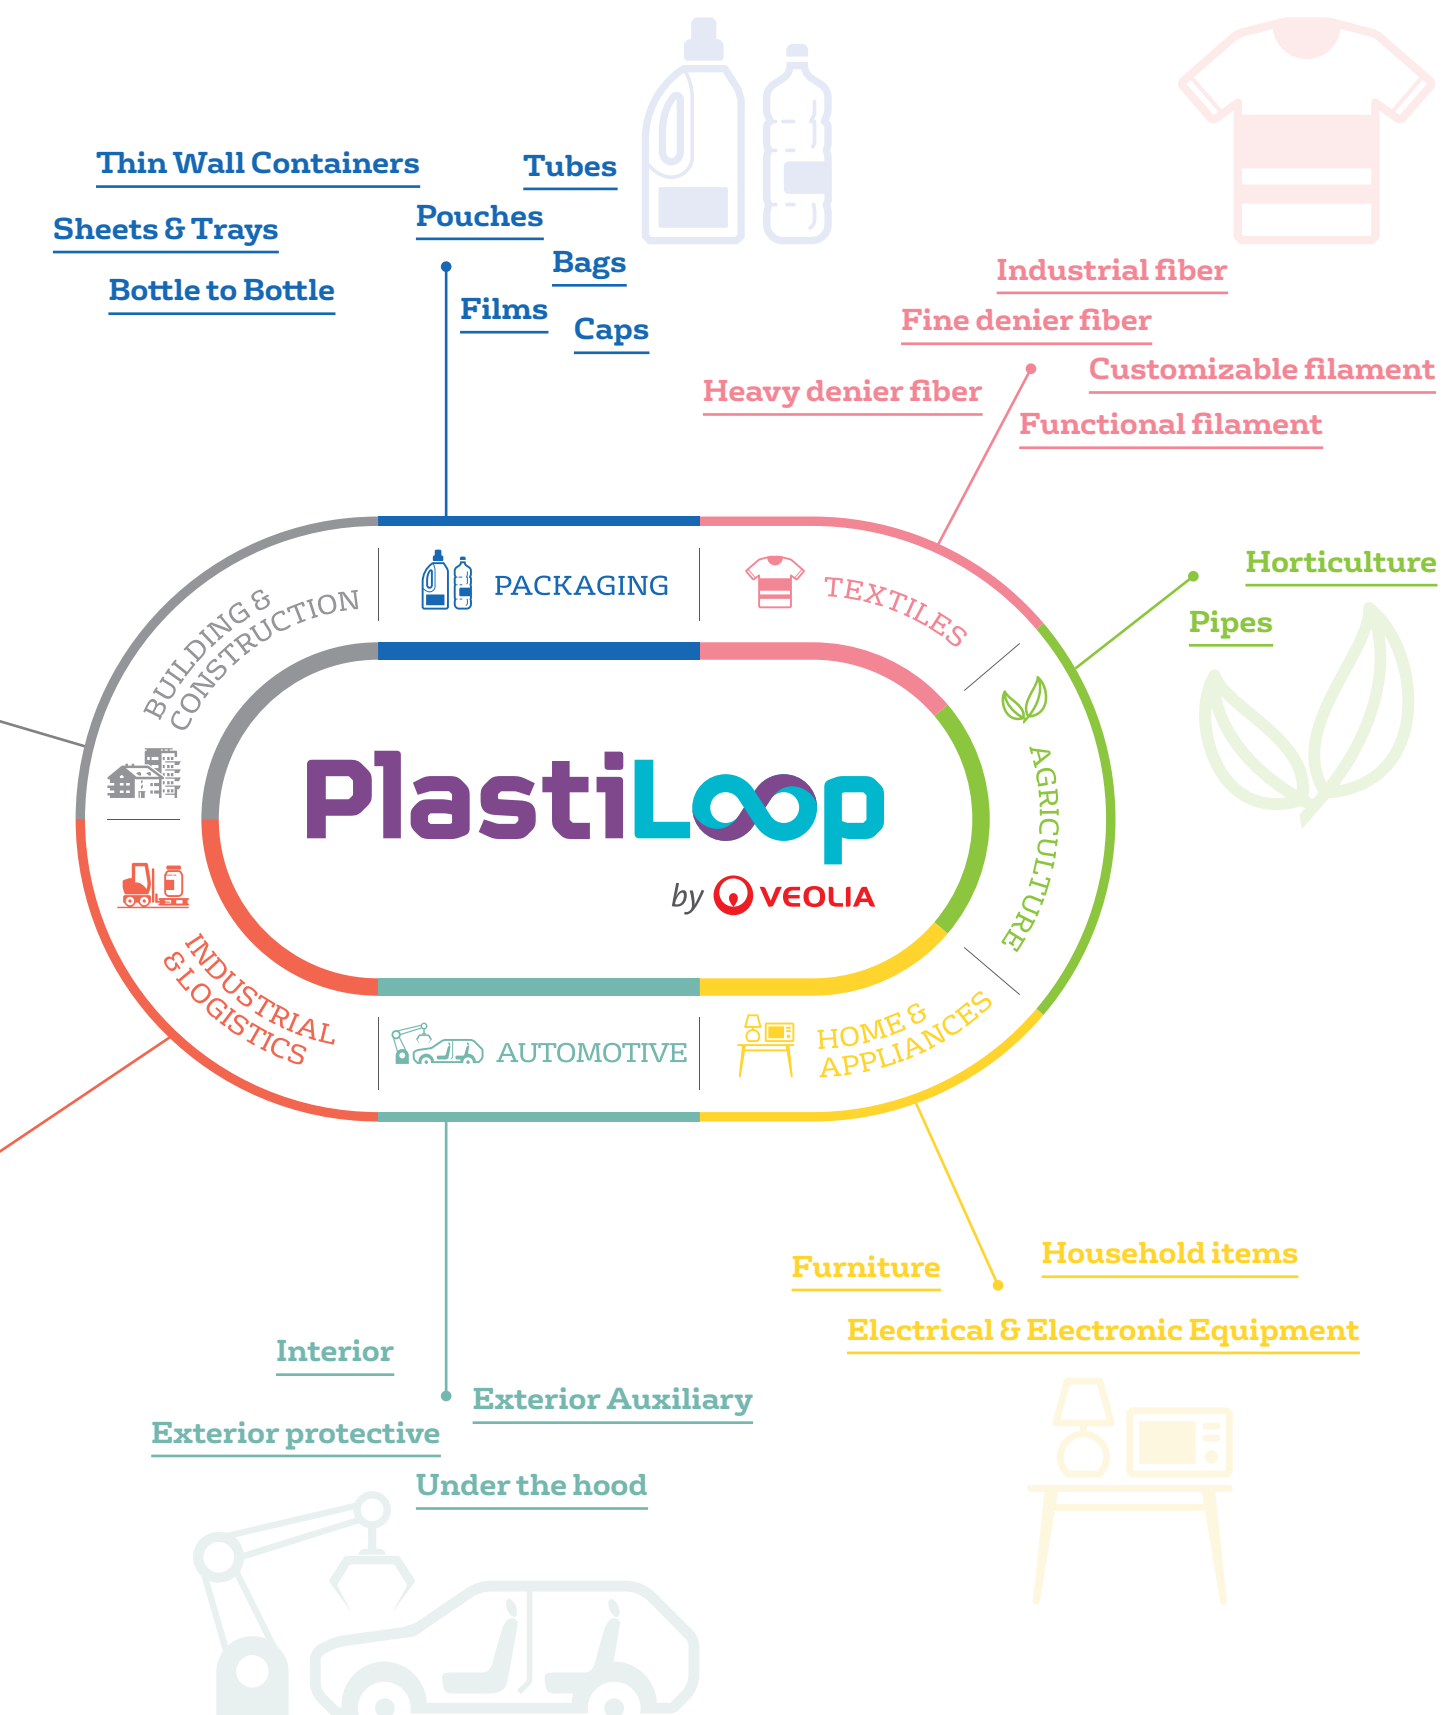 Thin Wall Containers
Tubes
Sheets & Trays
Pouches
Bags
Bottle to Bottle
Films
Caps
Industrial fiber
Fine denier fiber
Customizable filament
Heavy denier fiber
Functional filament
Horticulture
Pipes
BUILDING &
CONSTRUCTION
PACKAGING
TEXTILES
AGRICULTURE
PlastiLoop
by VEOLIA
INDUSTRIAL
& LOGISTICS
AUTOMOTIVE
HOME &
APPLIANCES
Furniture
Household items
Electrical & Electronic Equipment
Interior
Exterior Auxiliary
Exterior protective
Under the hood